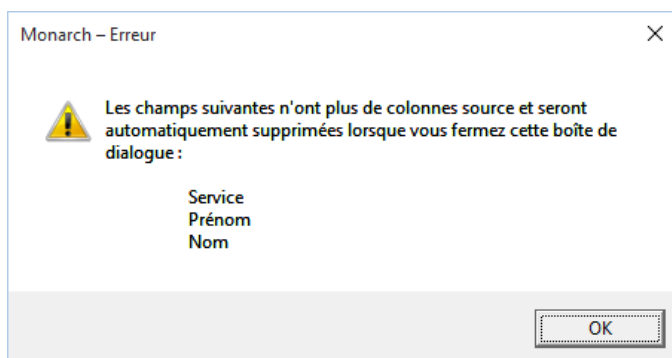 Monarch – Erreur
Les champs suivantes n'ont plus de colonnes source et seront
automatiquement supprimées lorsque vous fermez cette boîte de
dialogue :
Service
Prénom
Nom
OK